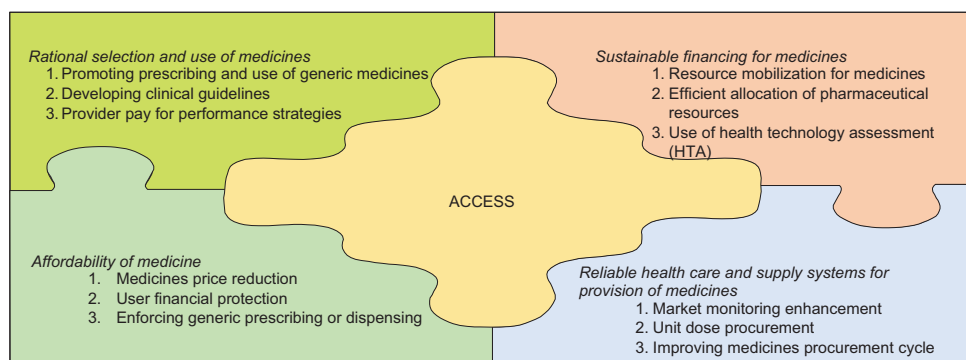 Rational selection and use of medicines
1. Promoting prescribing and use of generic medicines
2. Developing clinical guidelines
3. Provider pay for performance strategies
Sustainable financing for medicines
1. Resource mobilization for medicines
2. Efficient allocation of pharmaceutical
resources
3. Use of health technology assessment
(HTA)
ACCESS
Affordability of medicine
1. Medicines price reduction
2. User financial protection
3. Enforcing generic prescribing or dispensing
Reliable health care and supply systems for
provision of medicines
1. Market monitoring enhancement
2. Unit dose procurement
3. Improving medicines procurement cycle